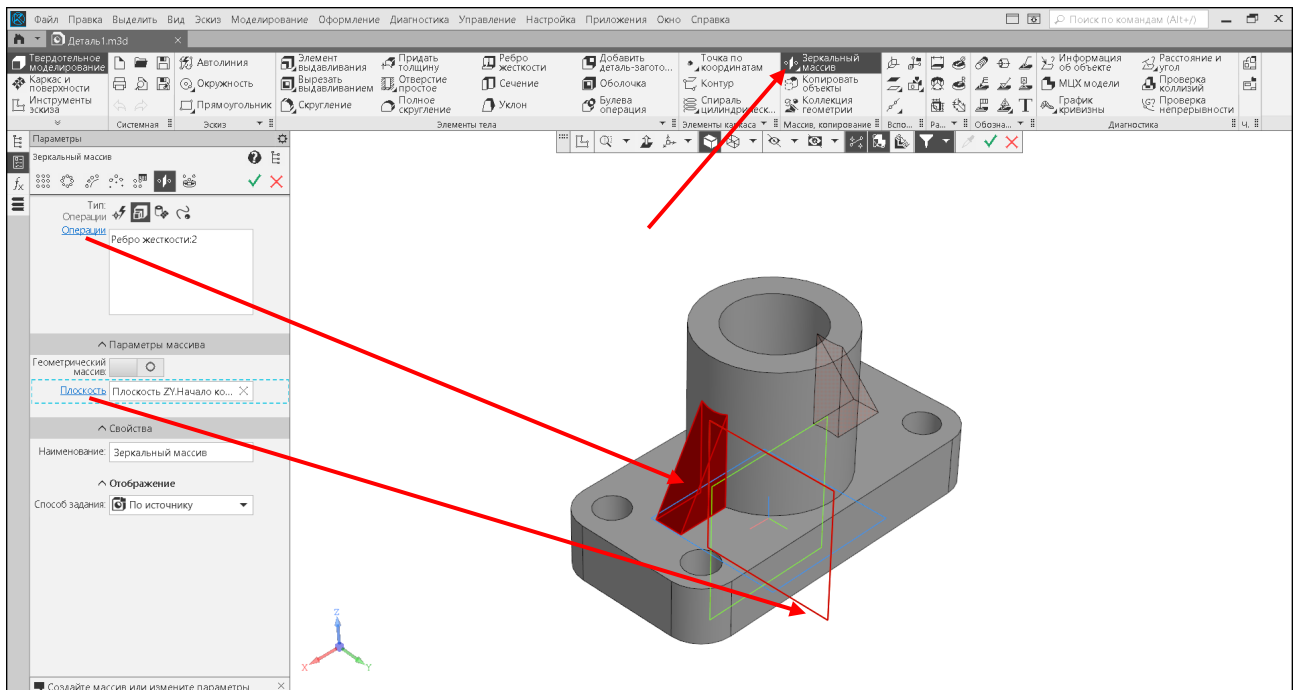 Файл Правка Выделить Вид Эскиз Моделирование Оформление Диагностика Управление Настройка Приложения Окно Справка
Поиск по командам (Alt+/)
Деталь1.m3d
Твердотельное моделирование
Каркас и поверхности
Инструменты эскиза
Системная
Автолиния
Окружность
Прямоугольник
Эскиз
Элемент выдавливания
Вырезать выдавливанием
Скругление
Придать толщину
Отверстие простое
Полное скругление
Ребро жесткости
Сечение
Уклон
Добавить деталь-загото...
Оболочка
Булева операция
Элементы тела
Точка по координатам
Контур
Спираль цилиндрическ...
Элементы каркаса
Зеркальный массив
Копировать объекты
Коллекция геометрии
Массив, копирование
Вспо...
Ра...
Обозна...
Информация об объекте
МЦХ модели
График кривизны
Расстояние и угол
Проверка коллизий
Проверка непрерывности
Диагностика
Ч.
Параметры
Зеркальный массив
Тип:
Операции
Операции
Ребро жесткости:2
Параметры массива
Геометрический массив:
Плоскость
Плоскость ZY.Начало ко...
Свойства
Наименование: Зеркальный массив
Отображение
Способ задания: По источнику
Создайте массив или измените параметры
Z
X
Y